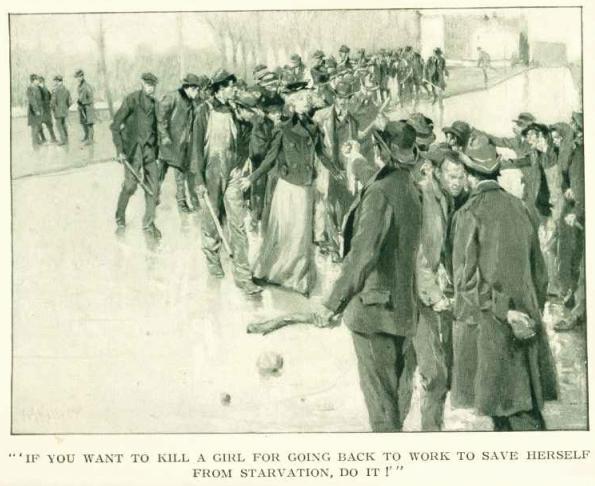 "'IF YOU WANT TO KILL A GIRL FOR GOING BACK TO WORK TO SAVE HERSELF
FROM STARVATION, DO IT!'"